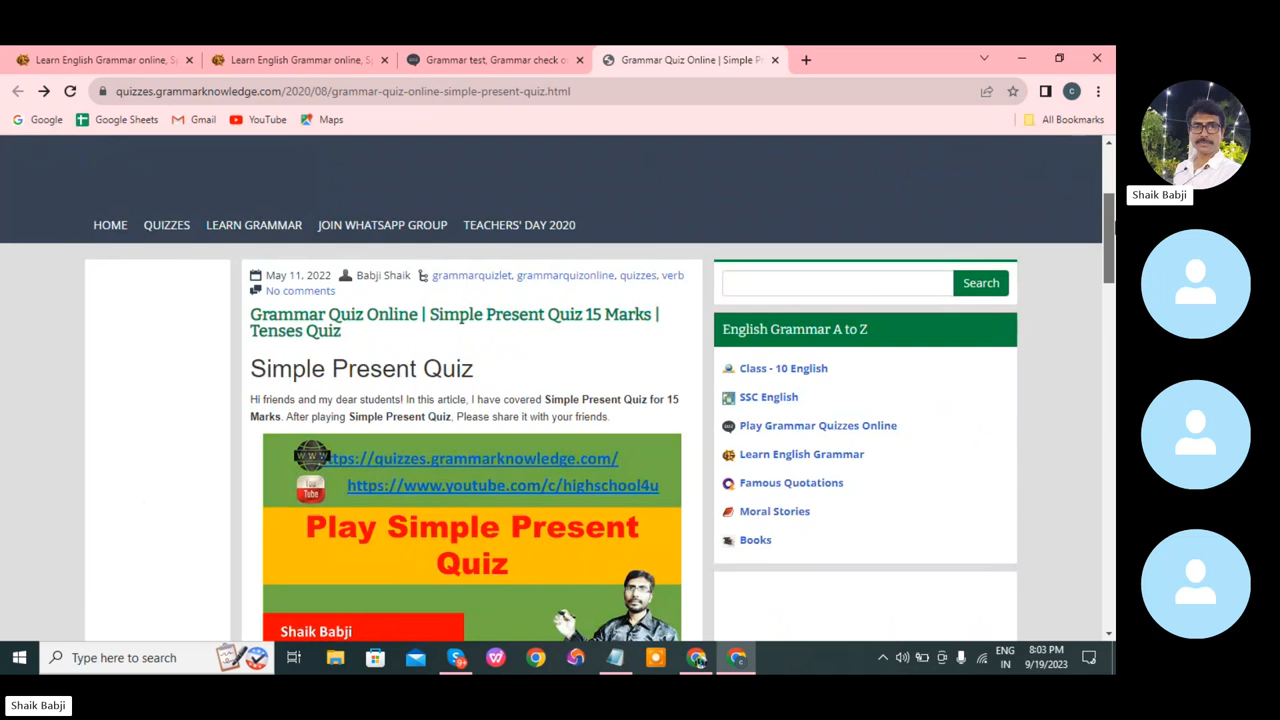 Learn English Grammar online, S
Learn English Grammar online, S
Grammar test, Grammar check o
Grammar Quiz Online | Simple P
quizzes.grammarknowledge.com/2020/08/grammar-quiz-online-simple-present-quiz.html
C
Google
Google Sheets
Gmail
YouTube
Maps
All Bookmarks
HOME
QUIZZES
LEARN GRAMMAR
JOIN WHATSAPP GROUP
TEACHERS' DAY 2020
May 11, 2022
Babji Shaik
grammarquizlet, grammarquizonline, quizzes, verb
No comments
Grammar Quiz Online | Simple Present Quiz 15 Marks |
Tenses Quiz
Simple Present Quiz
Hi friends and my dear students! In this article, I have covered Simple Present Quiz for 15
Marks. After playing Simple Present Quiz, Please share it with your friends.
WWW
ttps://quizzes.grammarknowledge.com/
You
Tube
https://www.youtube.com/c/highschool4u
Play Simple Present
Quiz
Shaik Babji
Search
English Grammar A to Z
Class - 10 English
SSC English
Play Grammar Quizzes Online
Learn English Grammar
Famous Quotations
Moral Stories
Books
Type here to search
ENG
IN
8:03 PM
9/19/2023
Shaik Babji
Shaik Babji